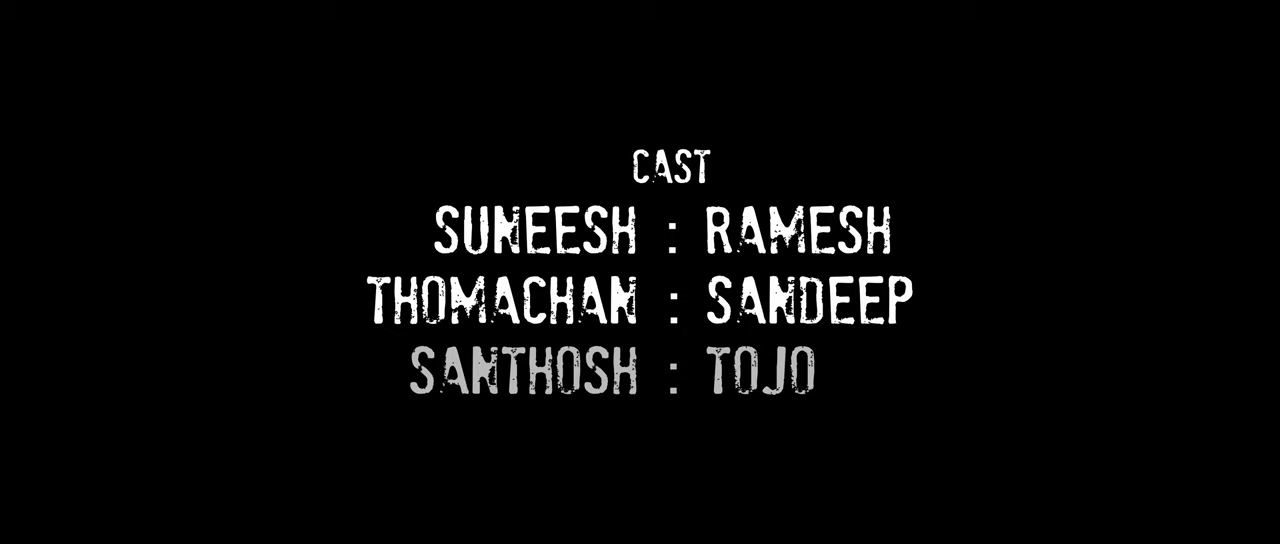 CAST
SUNEESH : RAMESH
THOMACHAN : SANDEEP
SANTHOSH : TOJO